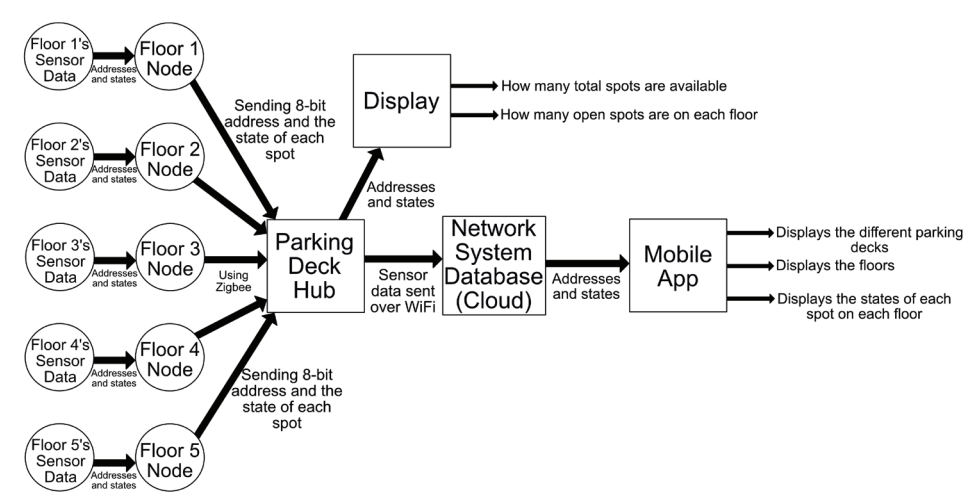 Floor 1's
Sensor
Data
Addresses
and states
Floor 1
Node
Floor 2's
Sensor
Data
Addresses
and states
Floor 2
Node
Floor 3's
Sensor
Data
Addresses
and states
Floor 3
Node
Floor 4's
Sensor
Data
Addresses
and states
Floor 4
Node
Floor 5's
Sensor
Data
Addresses
and states
Floor 5
Node
Sending 8-bit
address and the
state of each
spot
Using
Zigbee
Sending 8-bit
address and the
state of each
spot
Parking
Deck
Hub
Addresses
and states
Display
How many total spots are available
How many open spots are on each floor
Sensor
data sent
over WiFi
Network
System
Database
(Cloud)
Addresses
and states
Mobile
App
Displays the different parking
decks
Displays the floors
Displays the states of each
spot on each floor